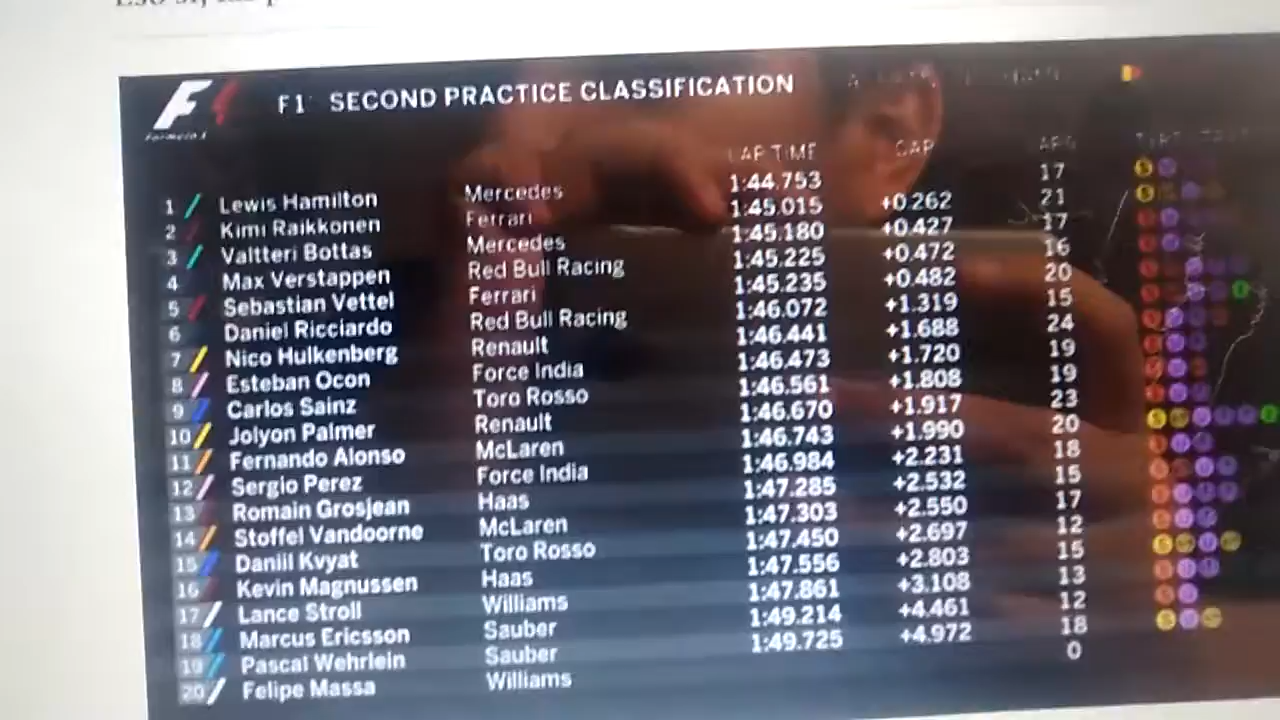 F1 SECOND PRACTICE CLASSIFICATION
LAP TIME GAP
1 Lewis Hamilton Mercedes 1:44.753 17
2 Kimi Raikkonen Ferrari 1:45.015 +0.262 21
3 Valtteri Bottas Mercedes 1:45.180 +0.427 17
4 Max Verstappen Red Bull Racing 1:45.225 +0.472 16
5 Sebastian Vettel Ferrari 1:45.235 +0.482 20
6 Daniel Ricciardo Red Bull Racing 1:46.072 +1.319 15
7 Nico Hulkenberg Renault 1:46.441 +1.688 24
8 Esteban Ocon Force India 1:46.473 +1.720 19
9 Carlos Sainz Toro Rosso 1:46.561 +1.808 19
10 Jolyon Palmer Renault 1:46.670 +1.917 23
11 Fernando Alonso McLaren 1:46.743 +1.990 20
12 Sergio Perez Force India 1:46.984 +2.231 18
13 Romain Grosjean Haas 1:47.285 +2.532 15
14 Stoffel Vandoorne McLaren 1:47.303 +2.550 17
15 Daniil Kvyat Toro Rosso 1:47.450 +2.697 12
16 Kevin Magnussen Haas 1:47.556 +2.803 15
17 Lance Stroll Williams 1:47.861 +3.108 13
18 Marcus Ericsson Sauber 1:49.214 +4.461 12
19 Pascal Wehrlein Sauber 1:49.725 +4.972 18
20 Felipe Massa Williams 0